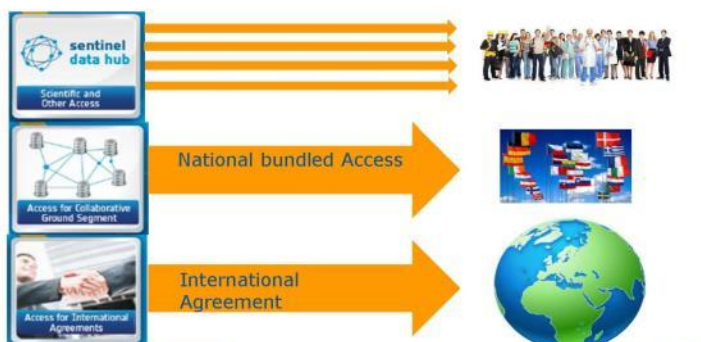 sentinel
data hub
Scientific and
Other Access
National bundled Access
Access for Collaborative
Ground Segment
International
Agreement
Access for International
Agreements